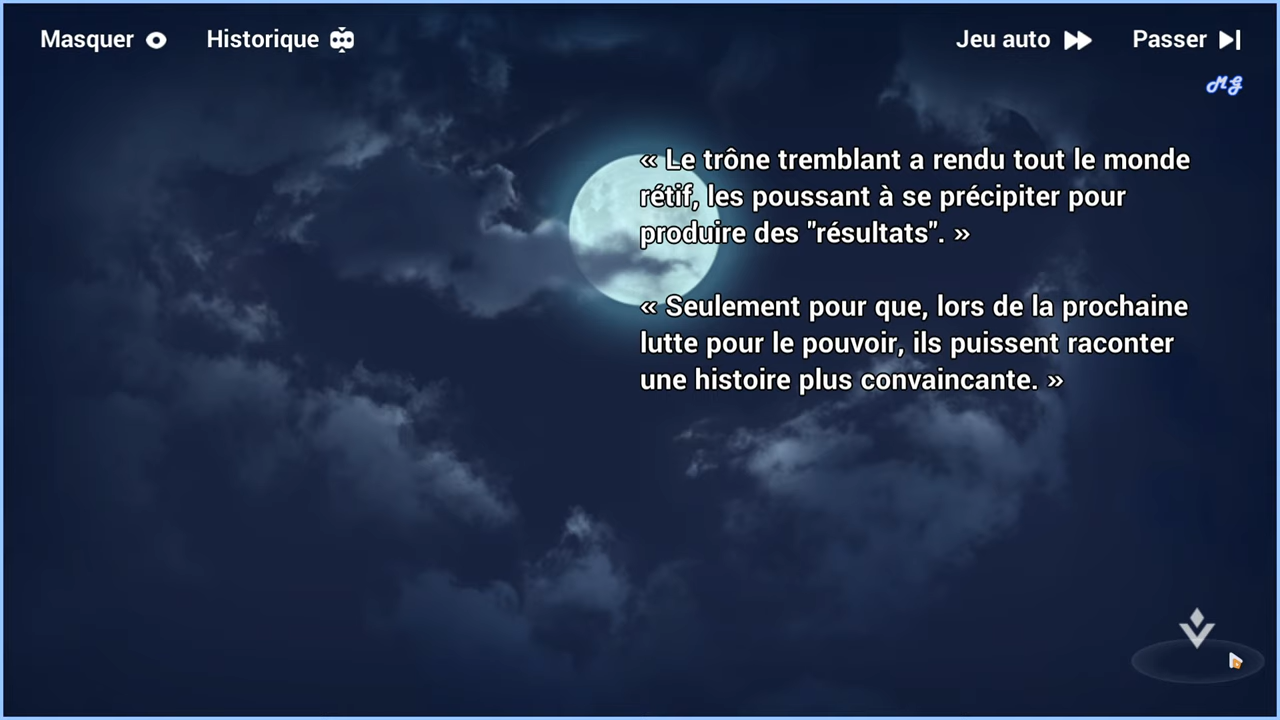 Masquer
Historique
Jeu auto
Passer
MG
« Le trône tremblant a rendu tout le monde
rétif, les poussant à se précipiter pour
produire des "résultats". »
« Seulement pour que, lors de la prochaine
lutte pour le pouvoir, ils puissent raconter
une histoire plus convaincante. »